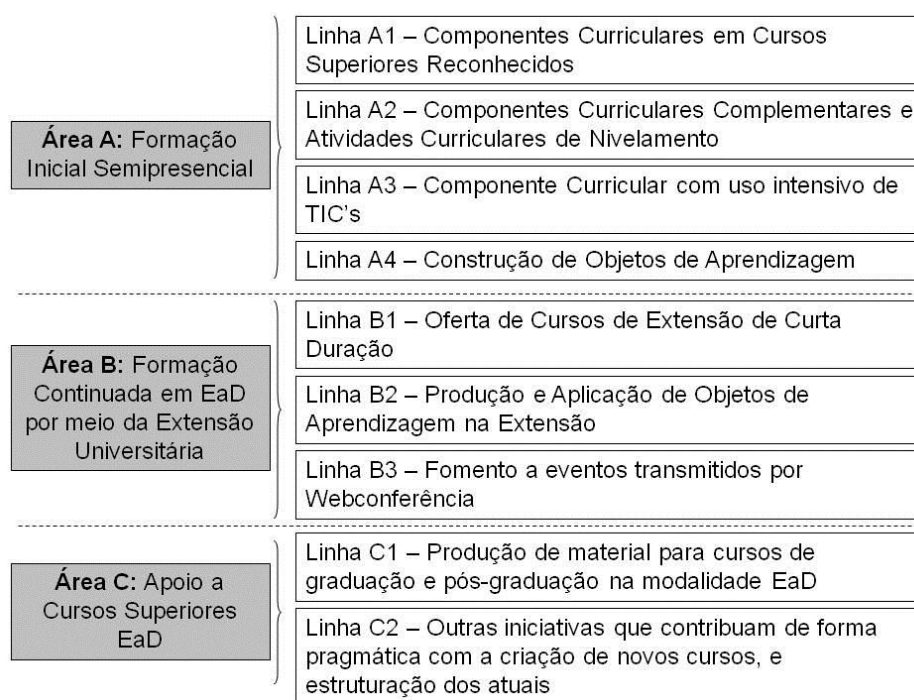 Área A: Formação
Inicial Semipresencial
Linha A1 – Componentes Curriculares em Cursos
Superiores Reconhecidos
Linha A2 – Componentes Curriculares Complementares e
Atividades Curriculares de Nivelamento
Linha A3 – Componente Curricular com uso intensivo de
TIC's
Linha A4 – Construção de Objetos de Aprendizagem
Área B: Formação
Continuada em EaD
por meio da Extensão
Universitária
Linha B1 – Oferta de Cursos de Extensão de Curta
Duração
Linha B2 – Produção e Aplicação de Objetos de
Aprendizagem na Extensão
Linha B3 – Fomento a eventos transmitidos por
Webconferência
Área C: Apoio a
Cursos Superiores
EaD
Linha C1 – Produção de material para cursos de
graduação e pós-graduação na modalidade EaD
Linha C2 – Outras iniciativas que contribuam de forma
pragmática com a criação de novos cursos, e
estruturação dos atuais